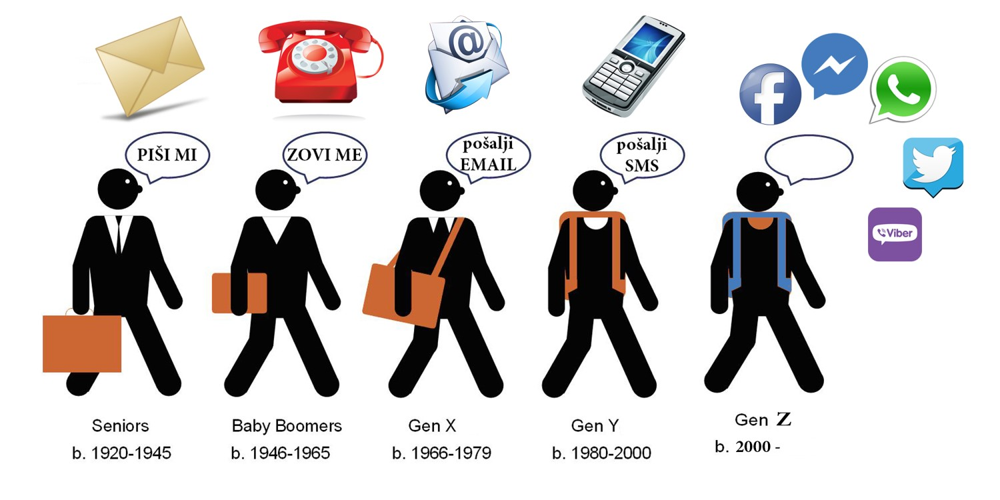 PIŠI MI
ZOVI ME
pošalji
EMAIL
pošalji
SMS
Viber
Seniors
b. 1920-1945
Baby Boomers
b. 1946-1965
Gen X
b. 1966-1979
Gen Y
b. 1980-2000
Gen Z
b. 2000 -